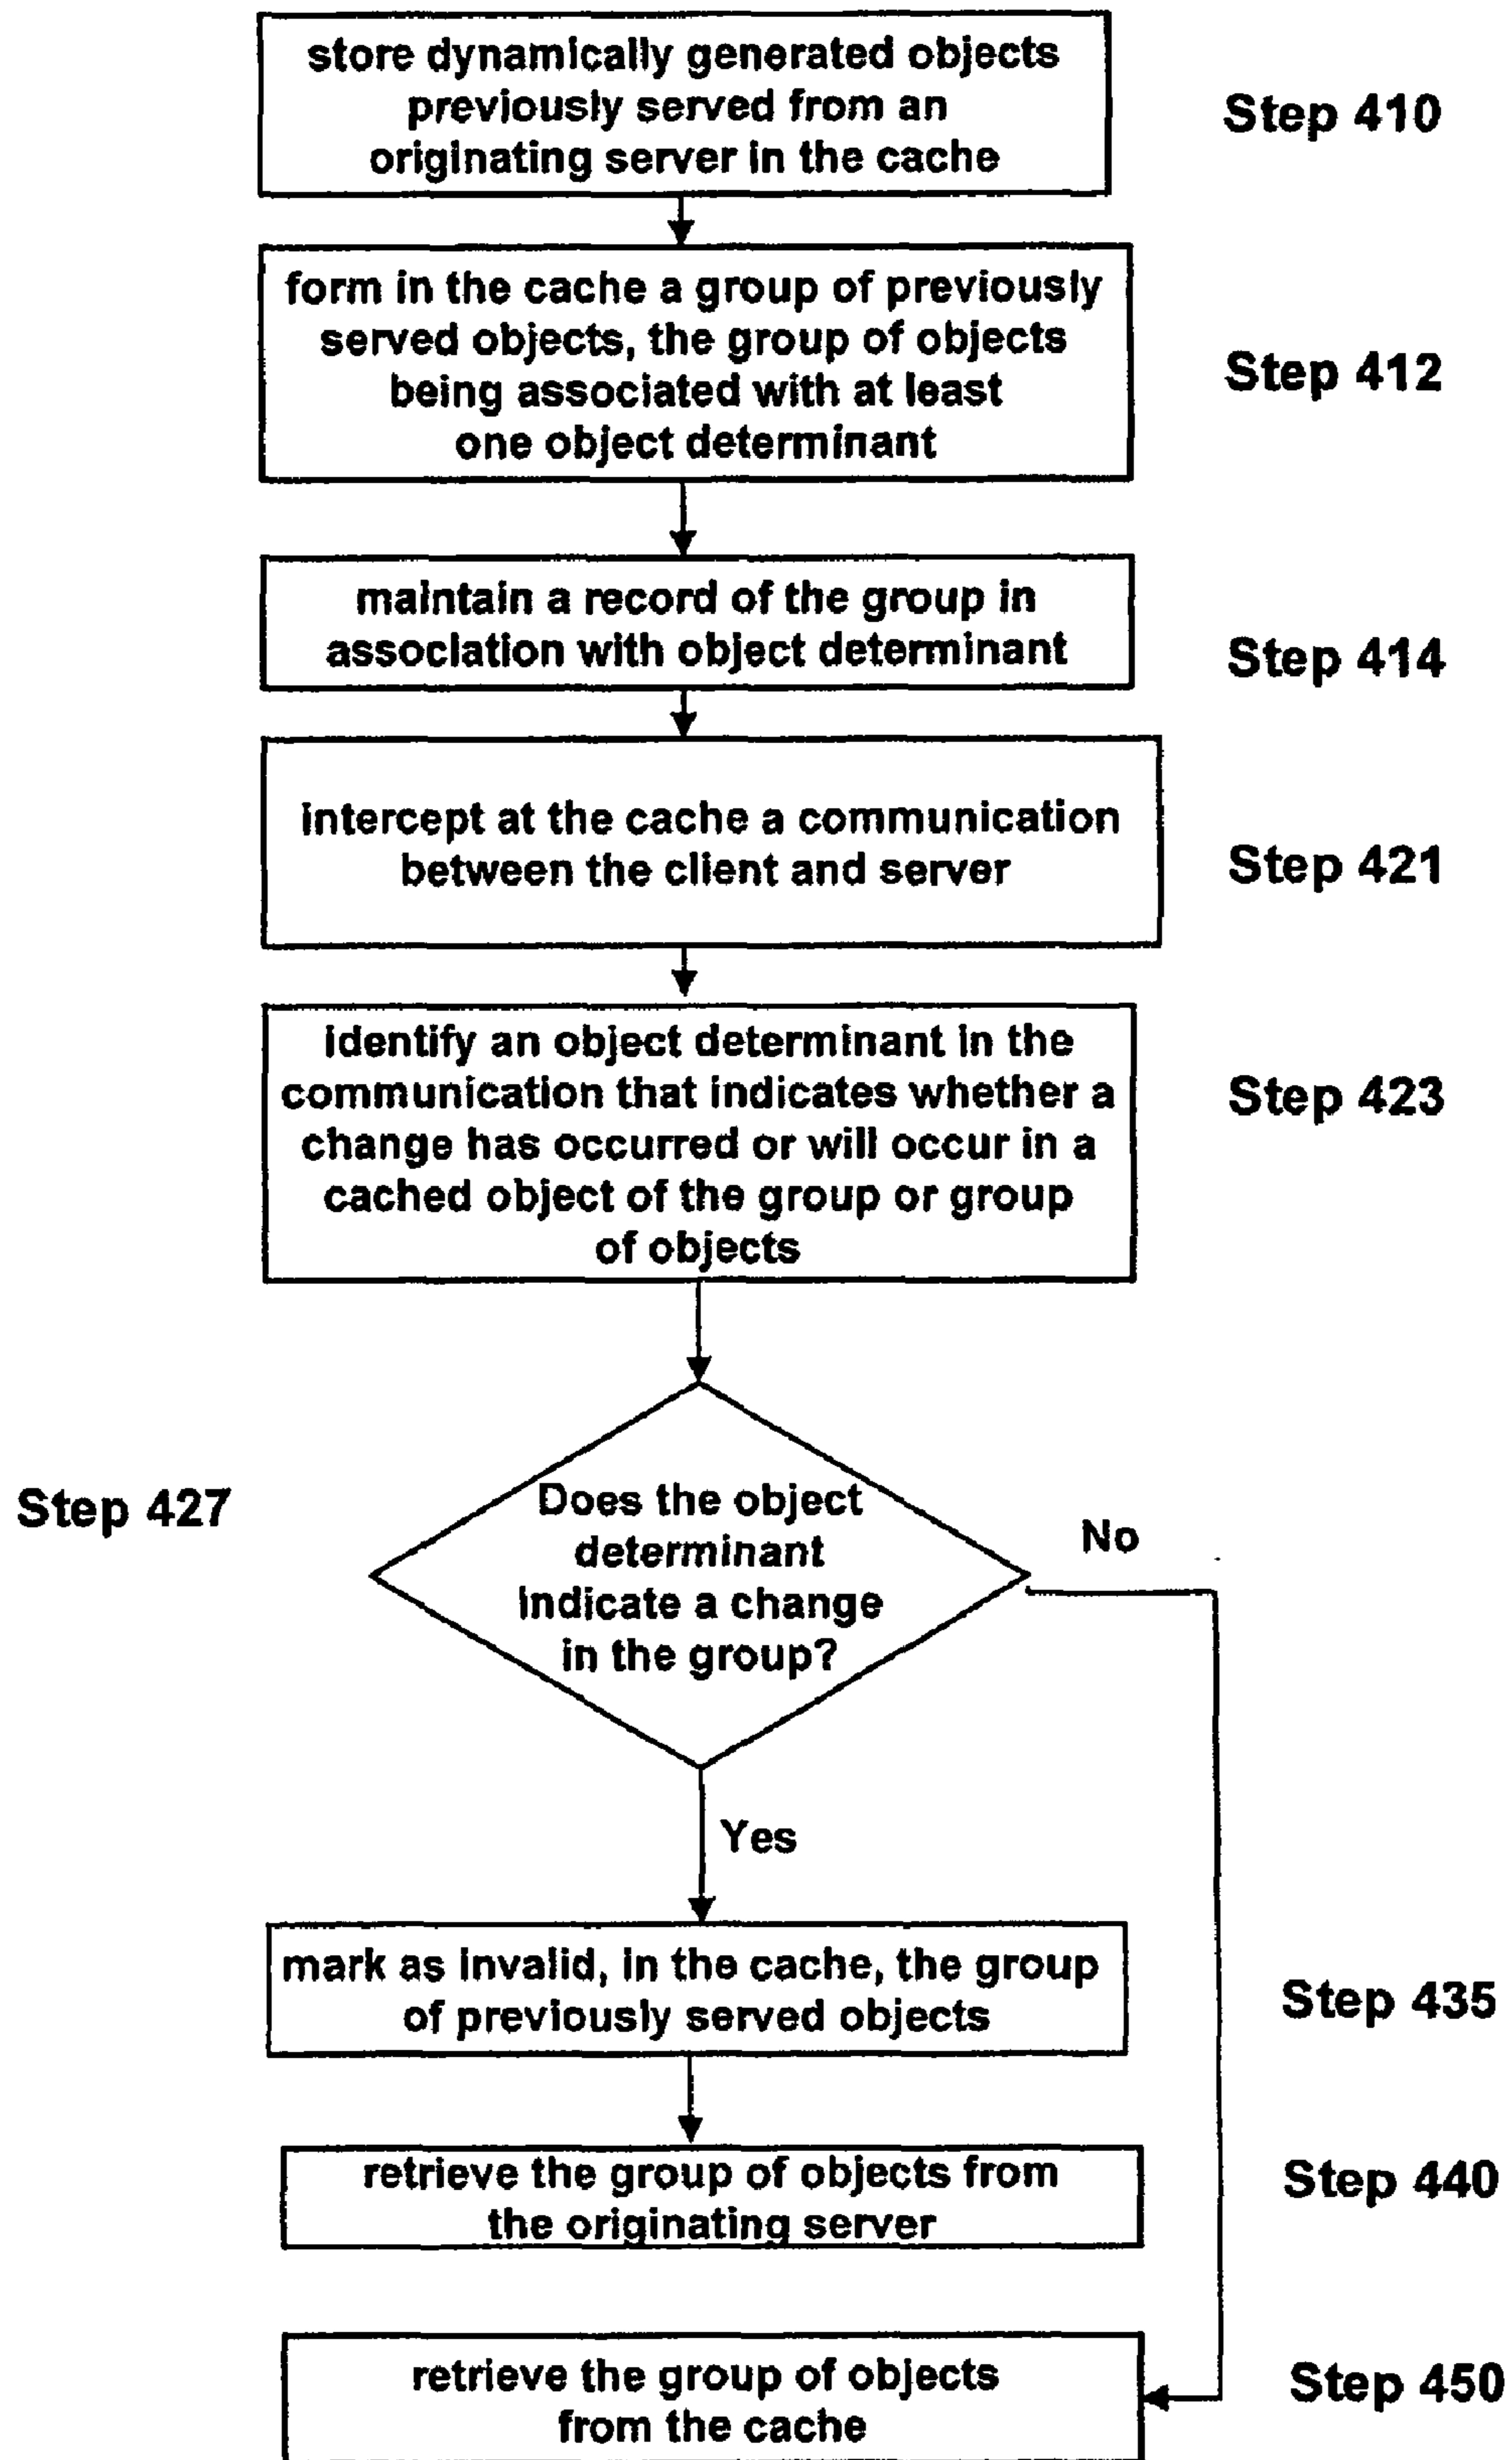 store dynamically generated objects
previously served from an
originating server in the cache
Step 410
form in the cache a group of previously
served objects, the group of objects
being associated with at least
one object determinant
Step 412
maintain a record of the group in
association with object determinant
Step 414
intercept at the cache a communication
between the client and server
Step 421
identify an object determinant in the
communication that indicates whether a
change has occurred or will occur in a
cached object of the group or group
of objects
Step 423
Step 427
Does the object
determinant
indicate a change
in the group?
No
Yes
mark as invalid, in the cache, the group
of previously served objects
Step 435
retrieve the group of objects from
the originating server
Step 440
retrieve the group of objects
from the cache
Step 450